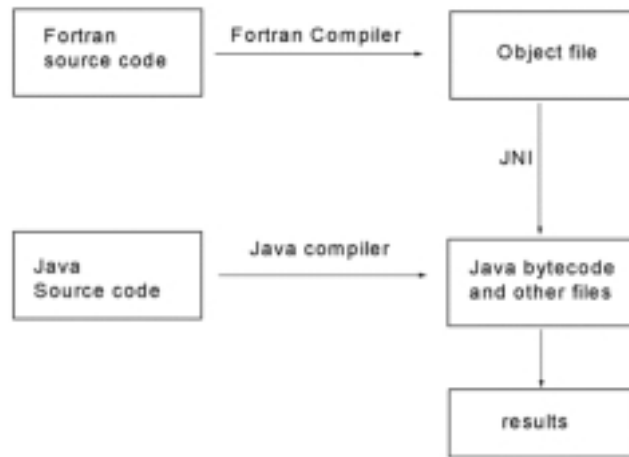 Fortran
source code
Fortran Compiler
Object file
JNI
Java
Source code
Java compiler
Java bytecode
and other files
results